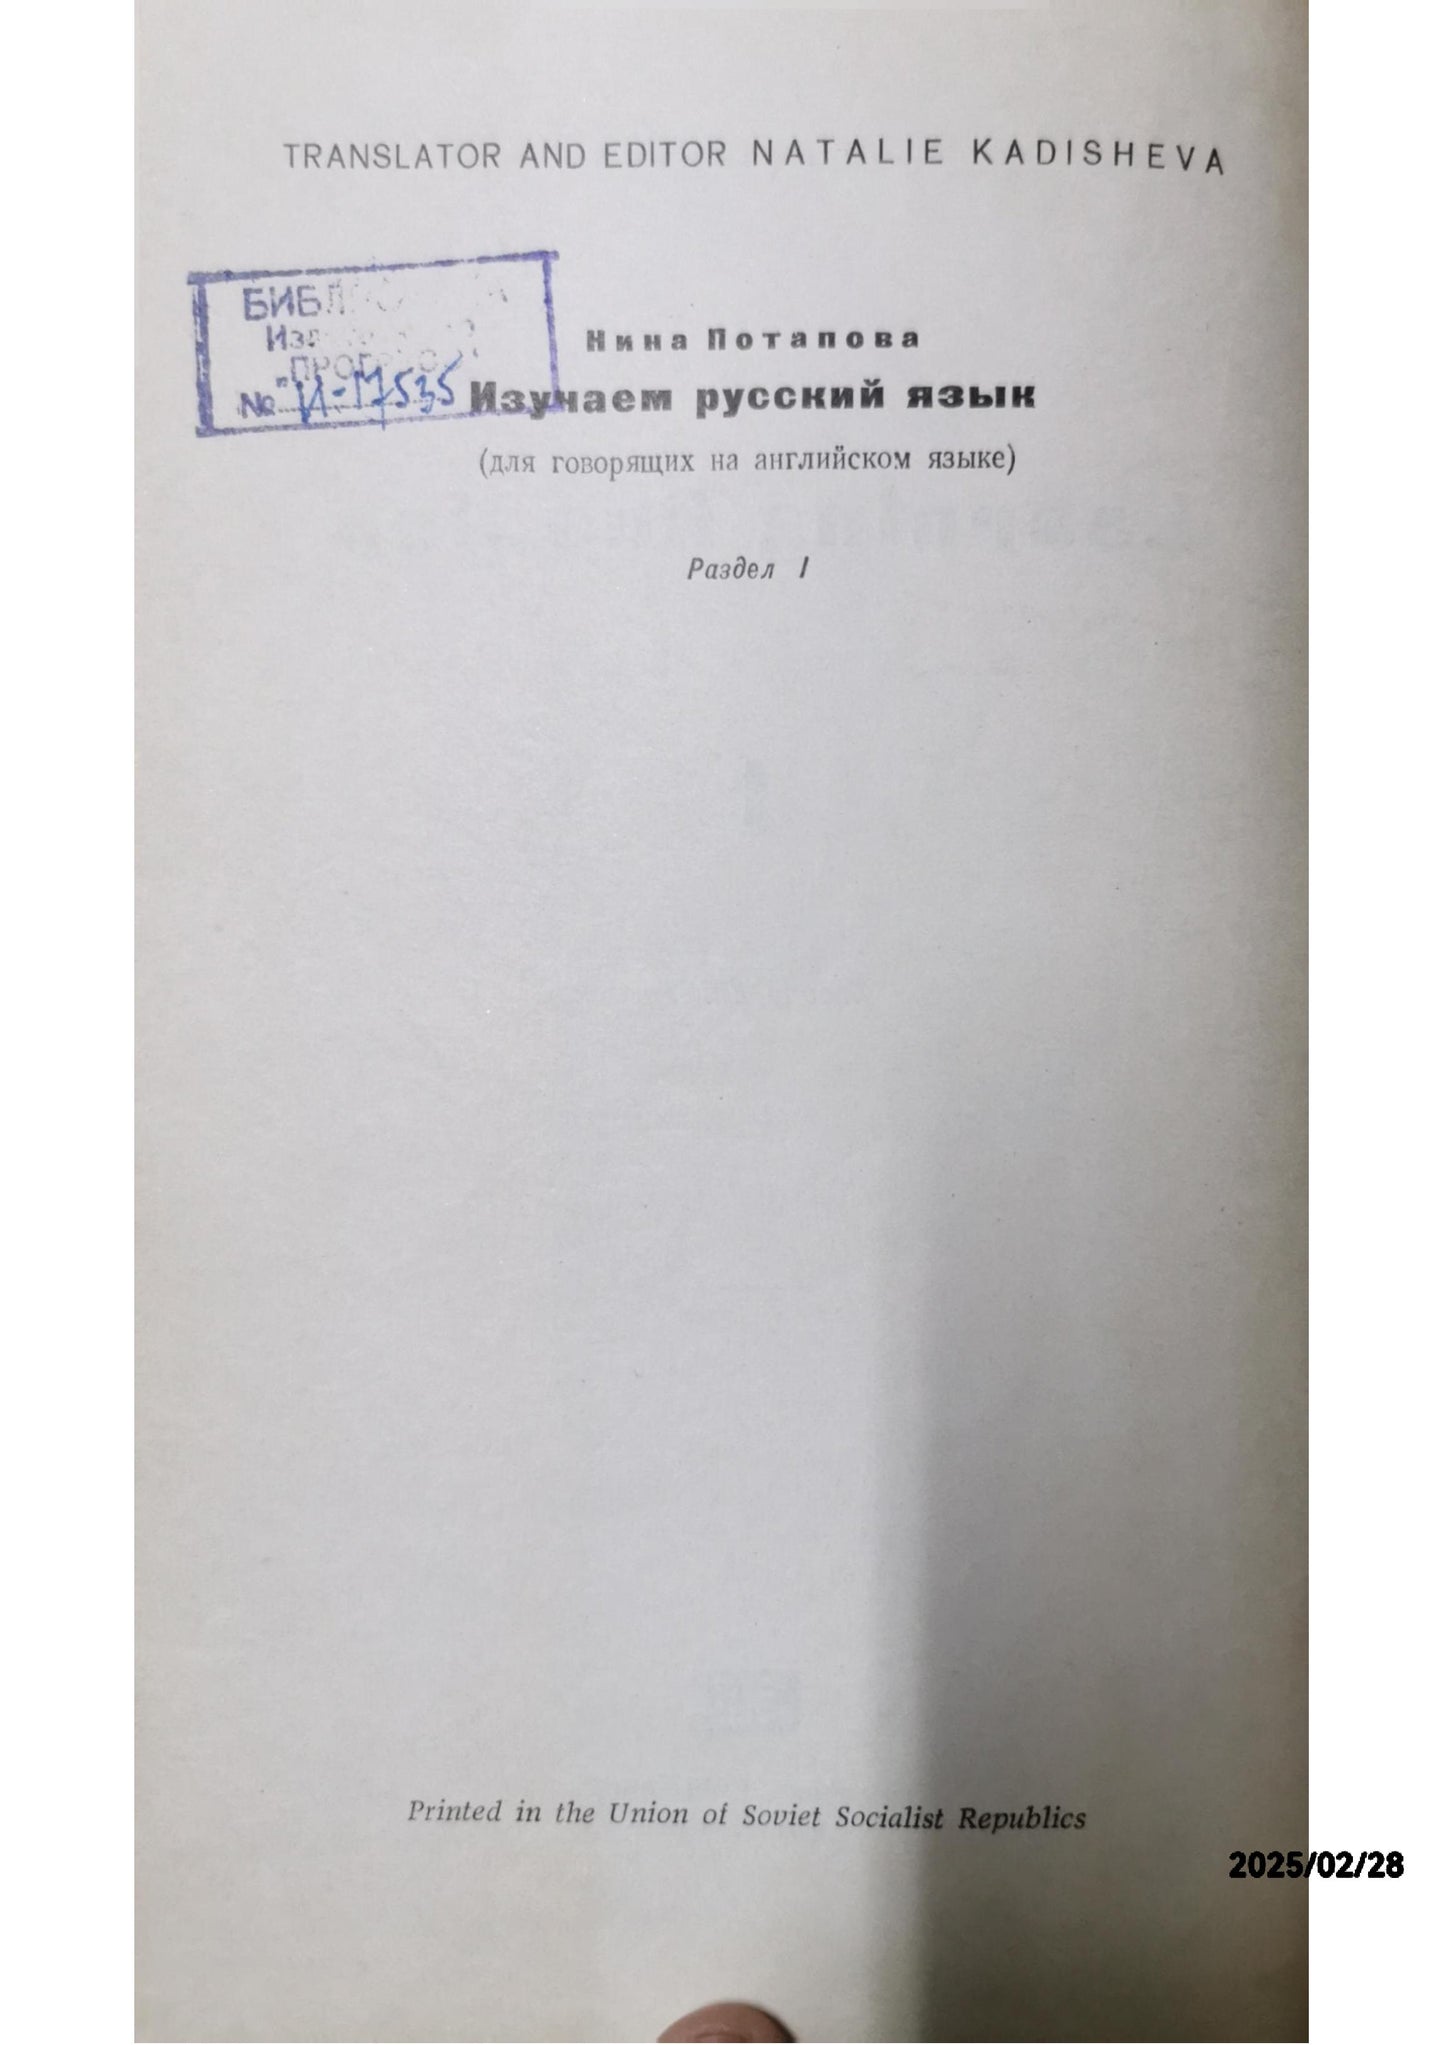 TRANSLATOR AND EDITOR NATALIE KADISHEVA
№ И-17535
Нина Потапова
Изучаем русский язык
(для говорящих на английском языке)
Раздел I
Printed in the Union of Soviet Socialist Republics
2025/02/28